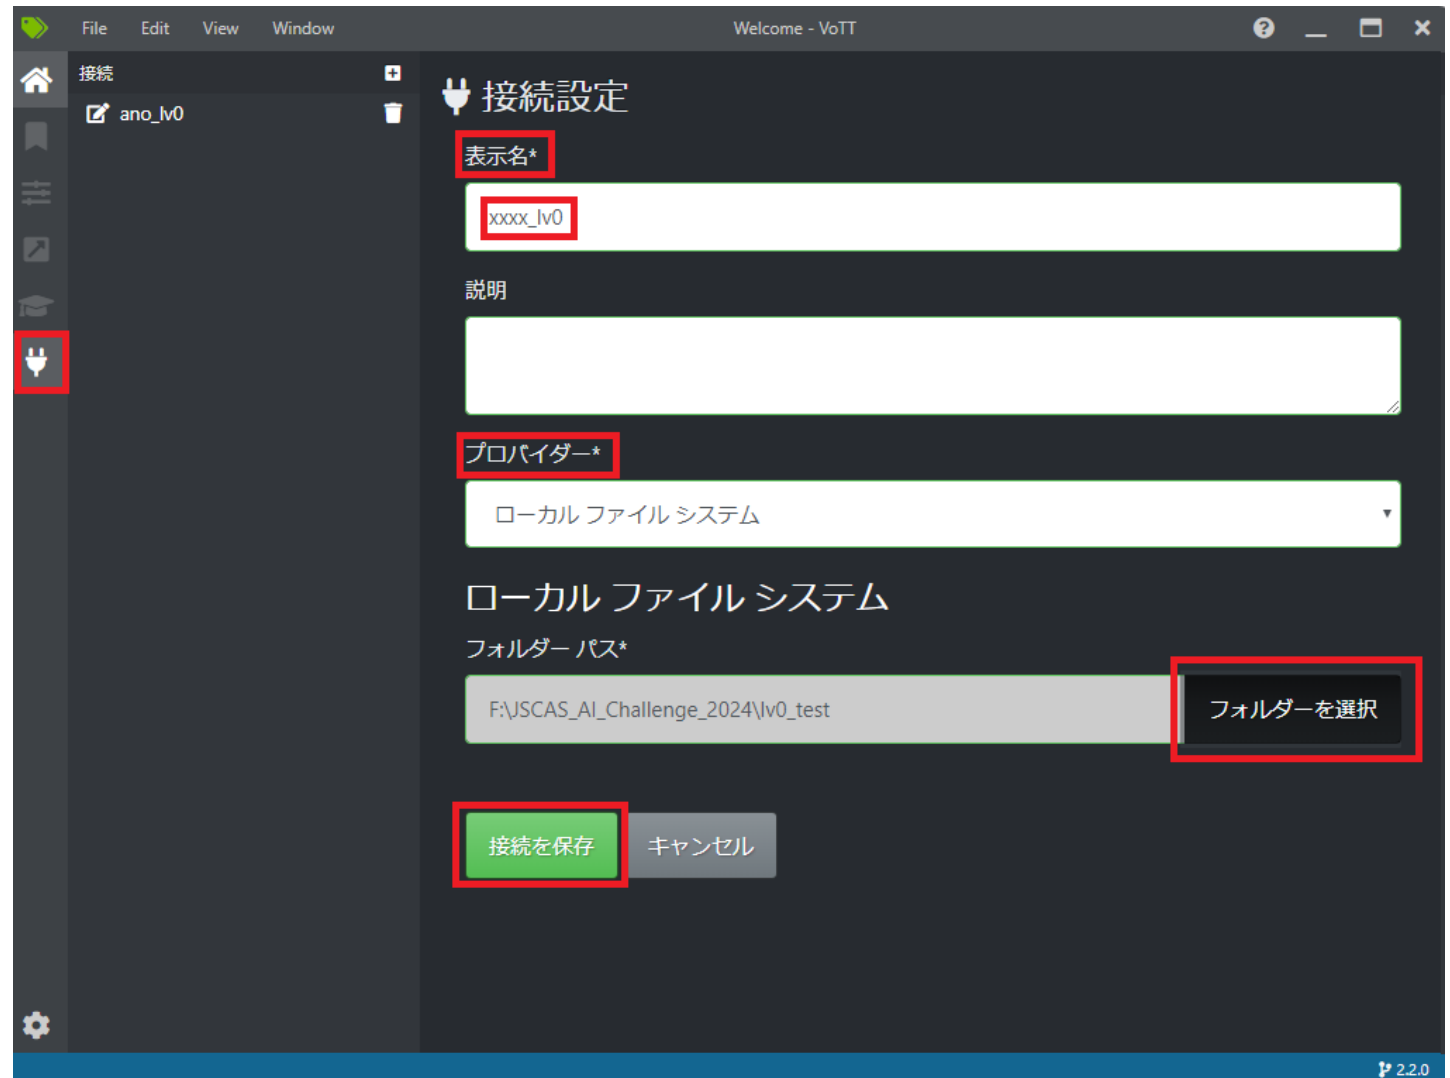 File Edit View Window
Welcome - VoTT
接続
ano_lv0
接続設定
表示名*
xxxx_lv0
説明
プロバイダー*
ローカル ファイル システム
ローカル ファイル システム
フォルダー パス*
F:\JSCAS_AI_Challenge_2024\lv0_test
フォルダーを選択
接続を保存
キャンセル
2.2.0